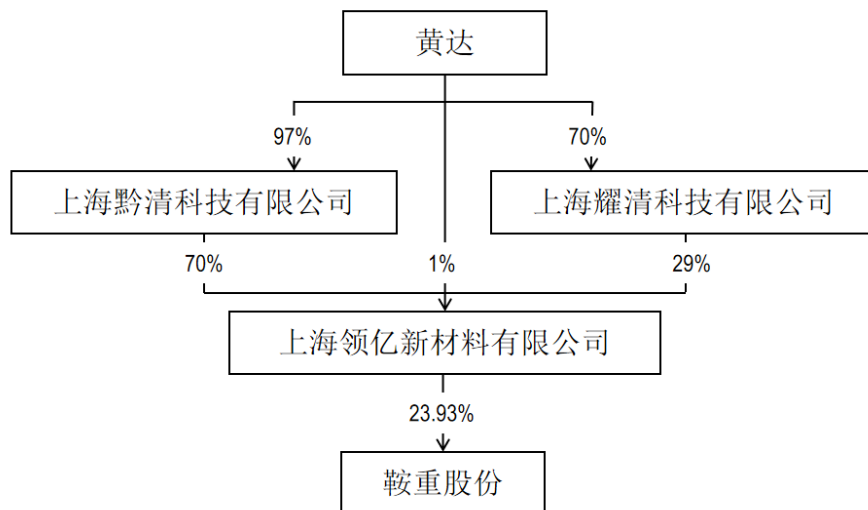 黄达
97%
70%
上海黔清科技有限公司
上海耀清科技有限公司
70%
1%
29%
上海领亿新材料有限公司
23.93%
鞍重股份